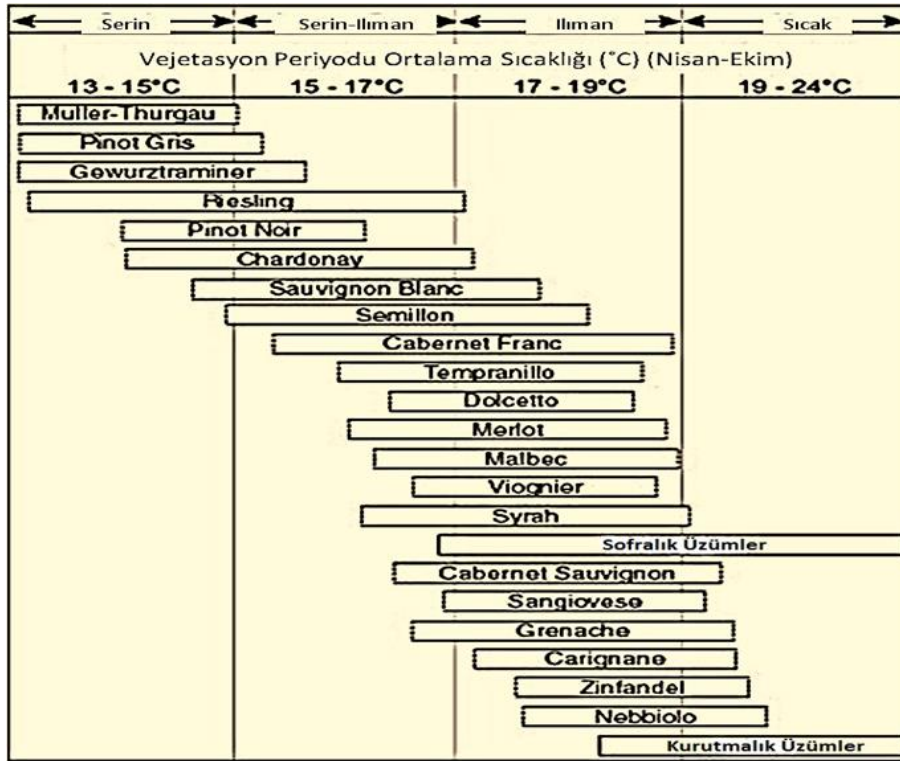 Serin Serin-Ilıman Ilıman Sıcak
Vejetasyon Periyodu Ortalama Sıcaklığı (°C) (Nisan-Ekim)
13 - 15°C 15 - 17°C 17 - 19°C 19 - 24°C
Muller-Thurgau
Pinot Gris
Gewurztraminer
Riesling
Pinot Noir
Chardonay
Sauvignon Blanc
Semillon
Cabernet Franc
Tempranillo
Dolcetto
Merlot
Malbec
Viognier
Syrah
Sofralık Üzümler
Cabernet Sauvignon
Sangiovese
Grenache
Carignane
Zinfandel
Nebbiolo
Kurutmalık Üzümler